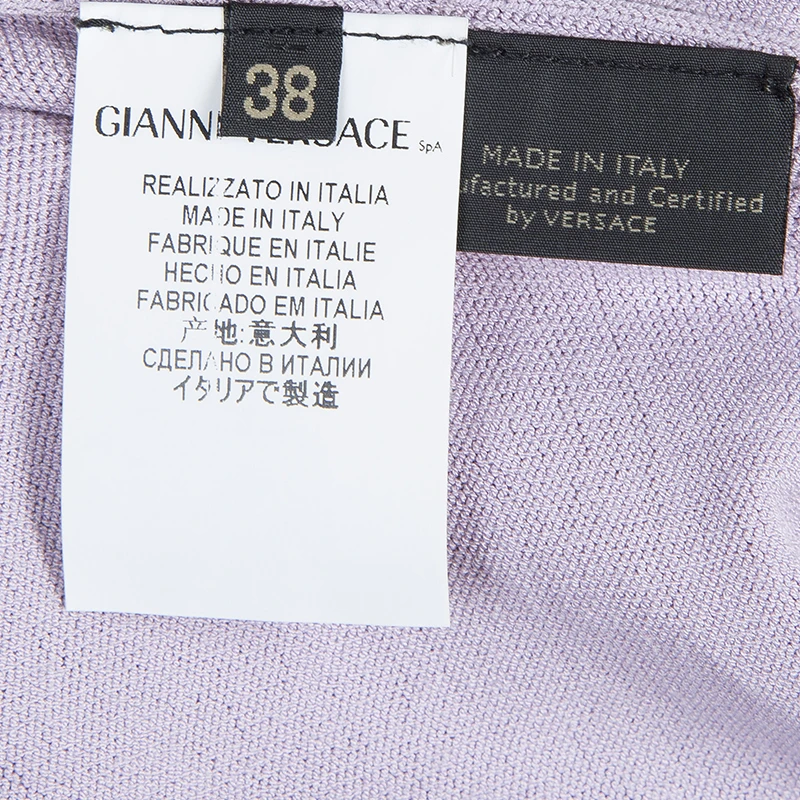 38
GIANNI VERSACE SpA
REALIZZATO IN ITALIA
MADE IN ITALY
FABRIQUE EN ITALIE
HECHO EN ITALIA
FABRICADO EM ITALIA
产地:意大利
СДЕЛАНО В ИТАЛИИ
イタリアで製造
MADE IN ITALY
ufactured and Certified
by VERSACE